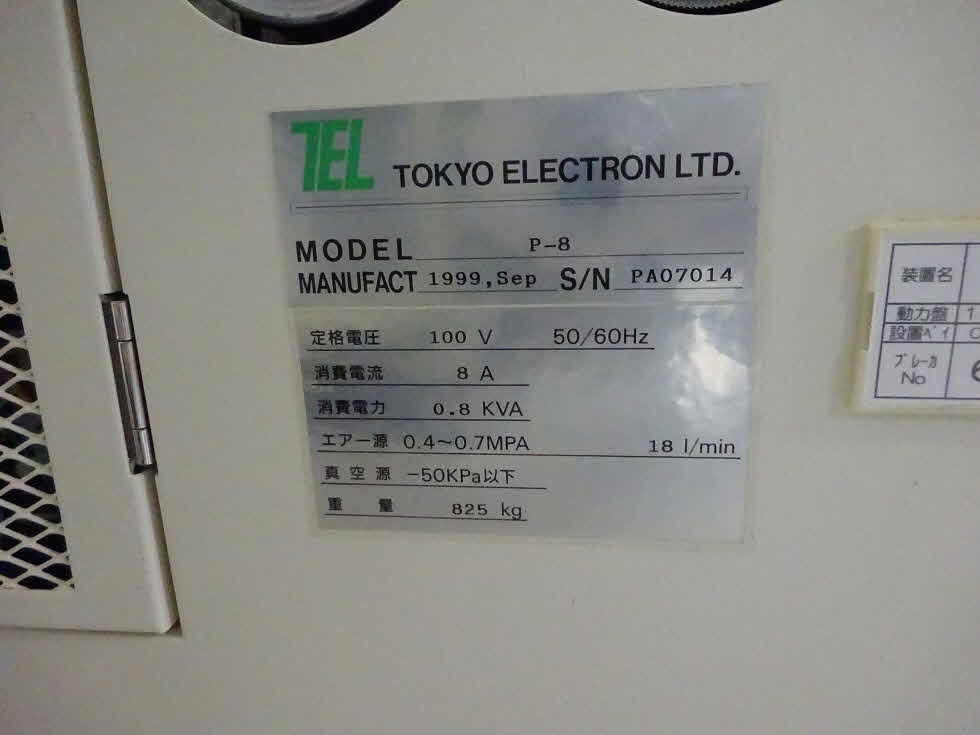 TEL TOKYO ELECTRON LTD.
MODEL P-8
MANUFACT 1999,Sep S/N PA07014
定格電圧 100 V 50/60Hz
消費電流 8 A
消費電力 0.8 KVA
エアー源 0.4～0.7MPA 18 l/min
真空源 -50KPa以下
重量 825 kg
装置名
動力盤 1
設置ベイ
ブレーカ
No 6